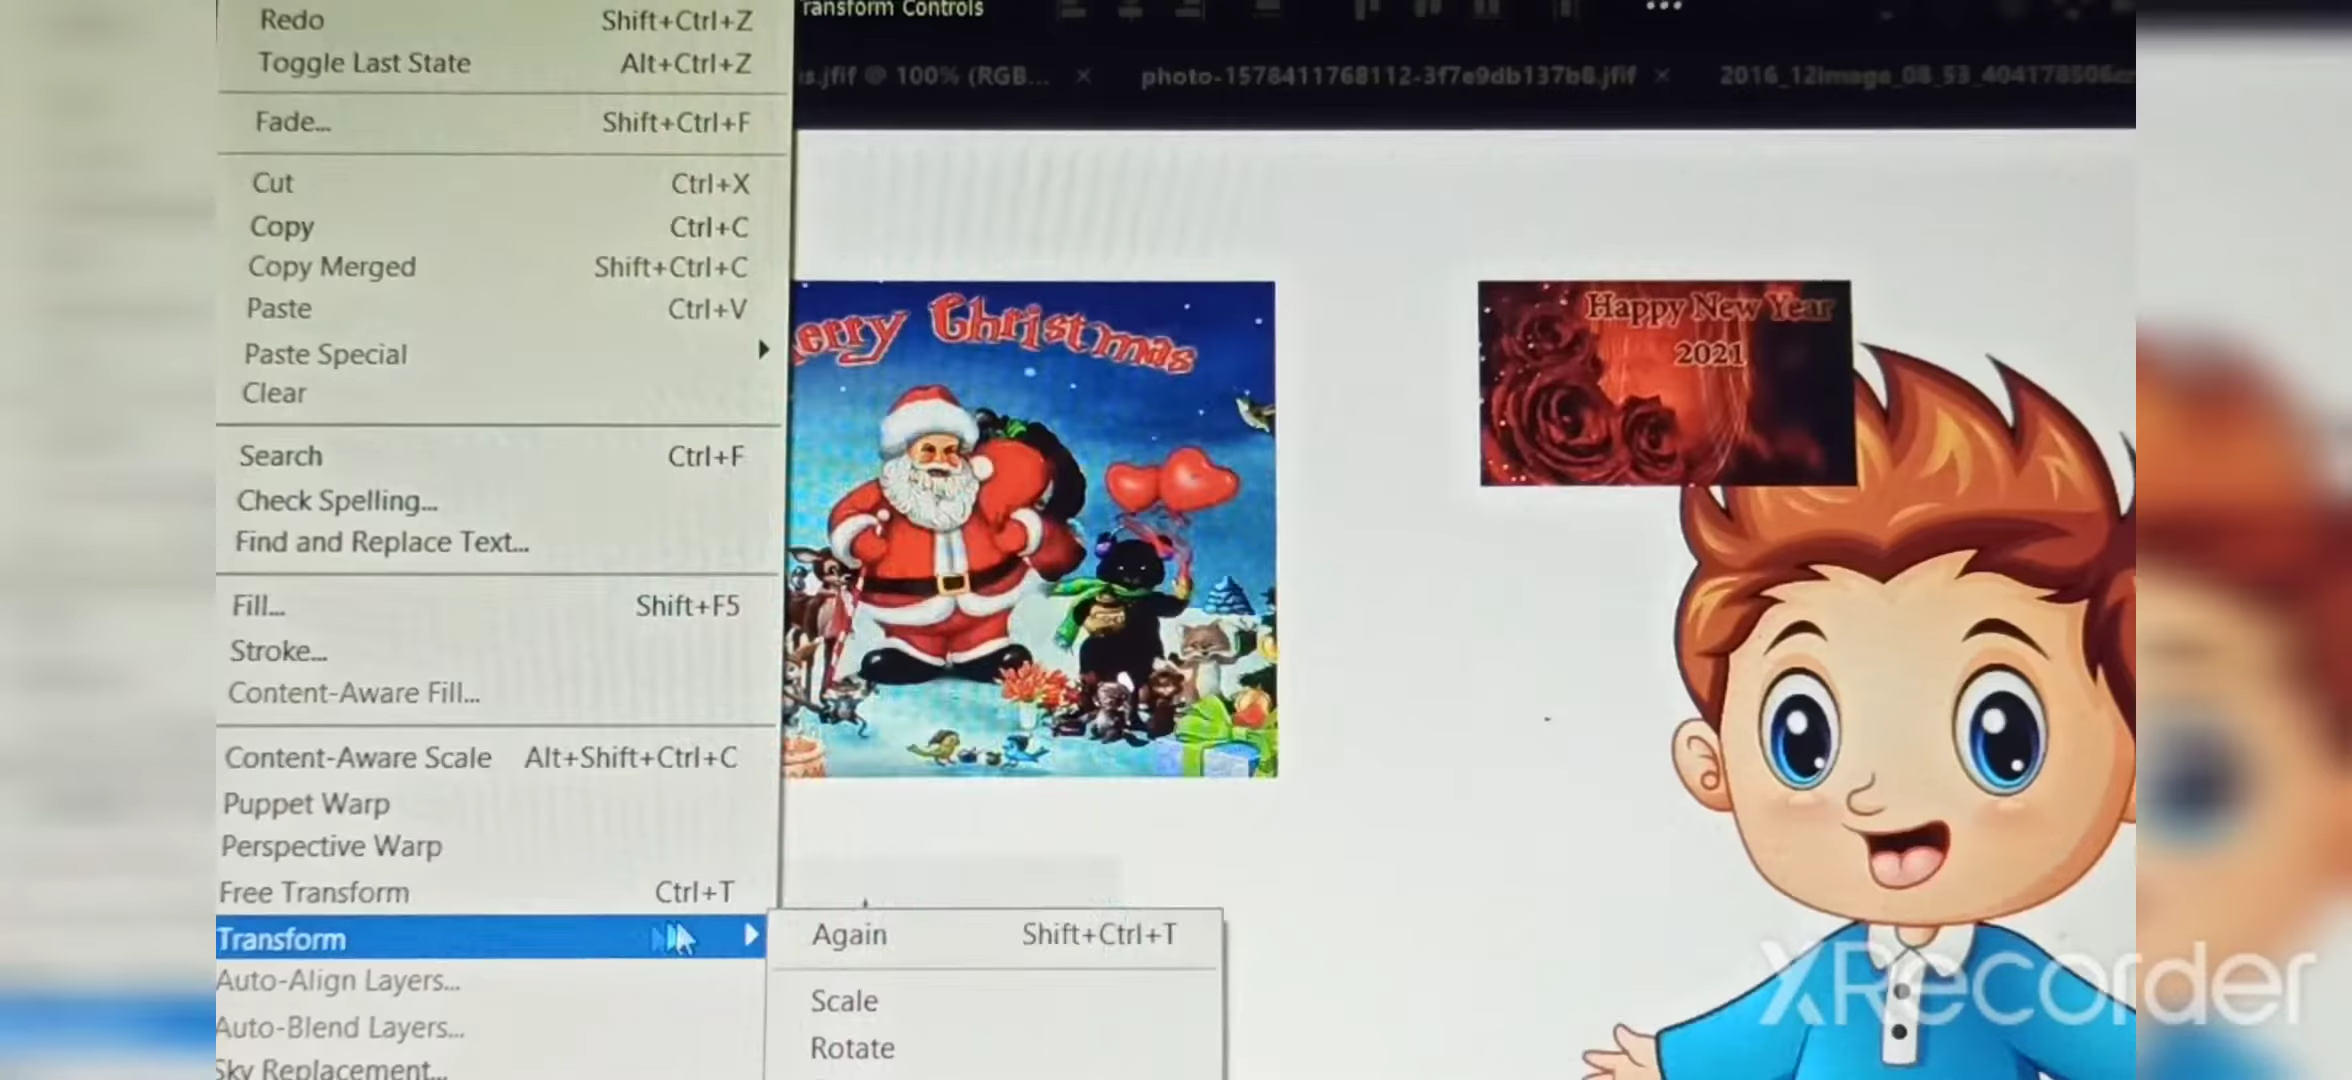 Redo Shift+Ctrl+Z
Toggle Last State Alt+Ctrl+Z
Fade... Shift+Ctrl+F
Cut Ctrl+X
Copy Ctrl+C
Copy Merged Shift+Ctrl+C
Paste Ctrl+V
Paste Special
Clear
Search Ctrl+F
Check Spelling...
Find and Replace Text...
Fill... Shift+F5
Stroke...
Content-Aware Fill...
Content-Aware Scale Alt+Shift+Ctrl+C
Puppet Warp
Perspective Warp
Free Transform Ctrl+T
Transform
Auto-Align Layers...
Auto-Blend Layers...
Sky Replacement...
Again Shift+Ctrl+T
Scale
Rotate
ransform Controls
s.jfif @ 100% (RGB... ×
photo-1578411768112-3f7e9db137b8.jfif ×
erry Christmas
Happy New Year
2021
XRecorder